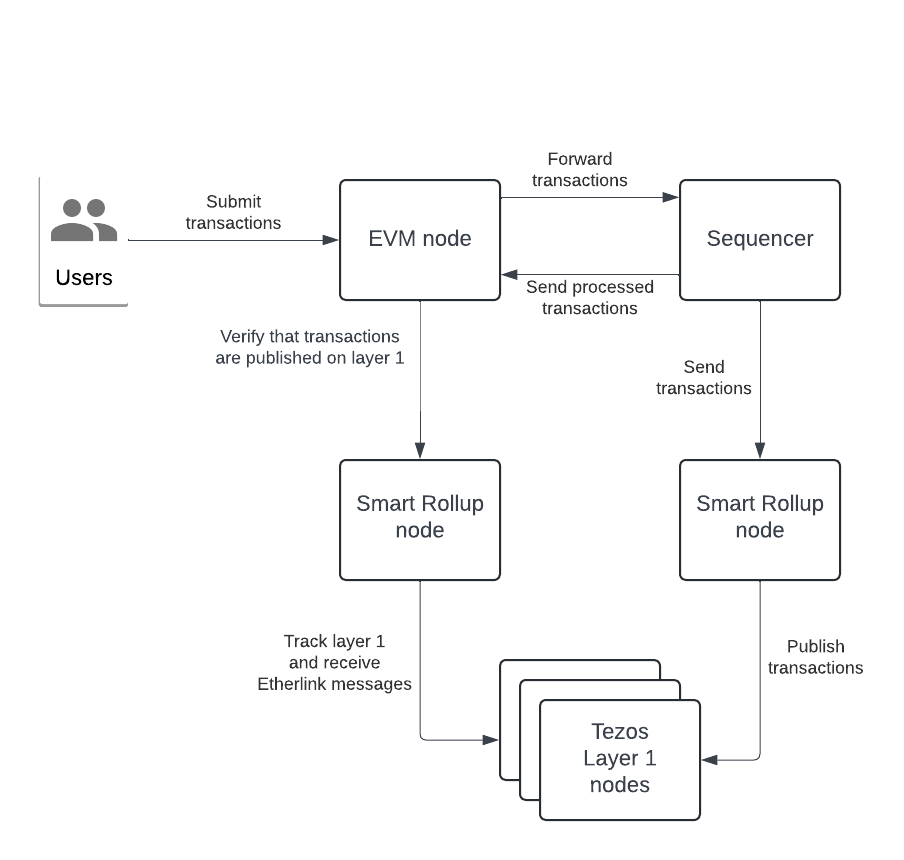 Forward
transactions
Submit
transactions
EVM node
Sequencer
Users
Send processed
transactions
Verify that transactions
are published on layer 1
Send
transactions
Smart Rollup
node
Smart Rollup
node
Track layer 1
and receive
Etherlink messages
Publish
transactions
Tezos
Layer 1
nodes